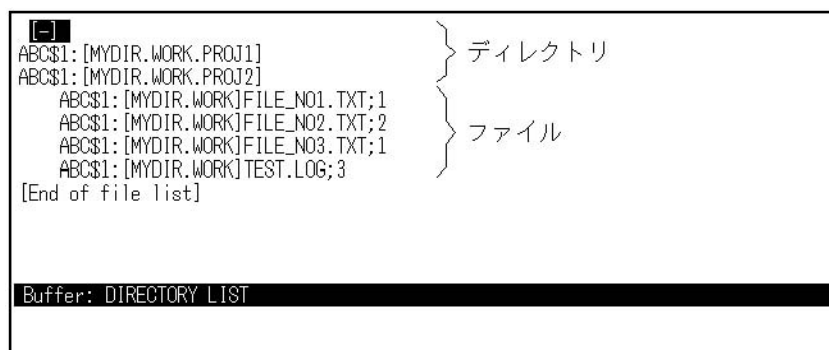 [-]
ABC$1:[MYDIR.WORK.PROJ1]
ABC$1:[MYDIR.WORK.PROJ2]
ディレクトリ
ABC$1:[MYDIR.WORK]FILE_NO1.TXT;1
ABC$1:[MYDIR.WORK]FILE_NO2.TXT;2
ABC$1:[MYDIR.WORK]FILE_NO3.TXT;1
ABC$1:[MYDIR.WORK]TEST.LOG;3
ファイル
[End of file list]
Buffer: DIRECTORY LIST